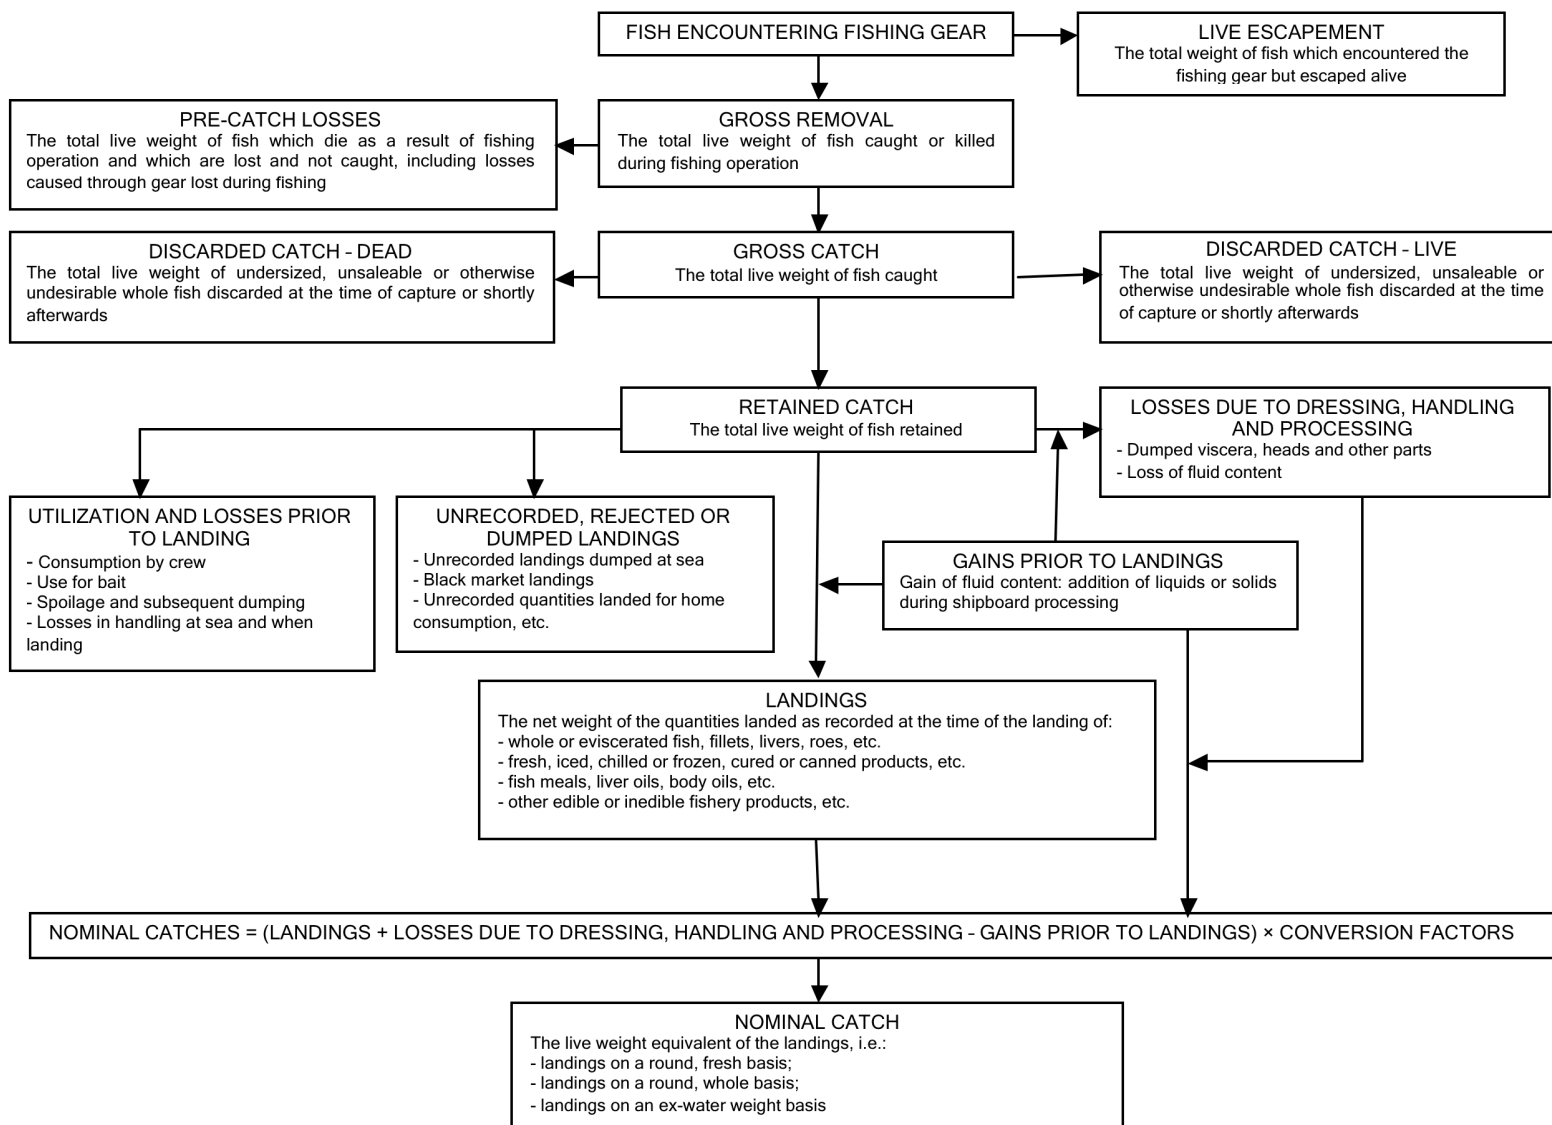 FISH ENCOUNTERING FISHING GEAR
LIVE ESCAPEMENT
The total weight of fish which encountered the
fishing gear but escaped alive
PRE-CATCH LOSSES
The total live weight of fish which die as a result of fishing
operation and which are lost and not caught, including losses
caused through gear lost during fishing
GROSS REMOVAL
The total live weight of fish caught or killed
during fishing operation
DISCARDED CATCH - DEAD
The total live weight of undersized, unsaleable or otherwise
undesirable whole fish discarded at the time of capture or shortly
afterwards
GROSS CATCH
The total live weight of fish caught
DISCARDED CATCH - LIVE
The total live weight of undersized, unsaleable or
otherwise undesirable whole fish discarded at the time
of capture or shortly afterwards
RETAINED CATCH
The total live weight of fish retained
LOSSES DUE TO DRESSING, HANDLING
AND PROCESSING
- Dumped viscera, heads and other parts
- Loss of fluid content
UTILIZATION AND LOSSES PRIOR
TO LANDING
- Consumption by crew
- Use for bait
- Spoilage and subsequent dumping
- Losses in handling at sea and when
landing
UNRECORDED, REJECTED OR
DUMPED LANDINGS
- Unrecorded landings dumped at sea
- Black market landings
- Unrecorded quantities landed for home
consumption, etc.
GAINS PRIOR TO LANDINGS
Gain of fluid content: addition of liquids or solids
during shipboard processing
LANDINGS
The net weight of the quantities landed as recorded at the time of the landing of:
- whole or eviscerated fish, fillets, livers, roes, etc.
- fresh, iced, chilled or frozen, cured or canned products, etc.
- fish meals, liver oils, body oils, etc.
- other edible or inedible fishery products, etc.
NOMINAL CATCHES = (LANDINGS + LOSSES DUE TO DRESSING, HANDLING AND PROCESSING - GAINS PRIOR TO LANDINGS) × CONVERSION FACTORS
NOMINAL CATCH
The live weight equivalent of the landings, i.e.:
- landings on a round, fresh basis;
- landings on a round, whole basis;
- landings on an ex-water weight basis